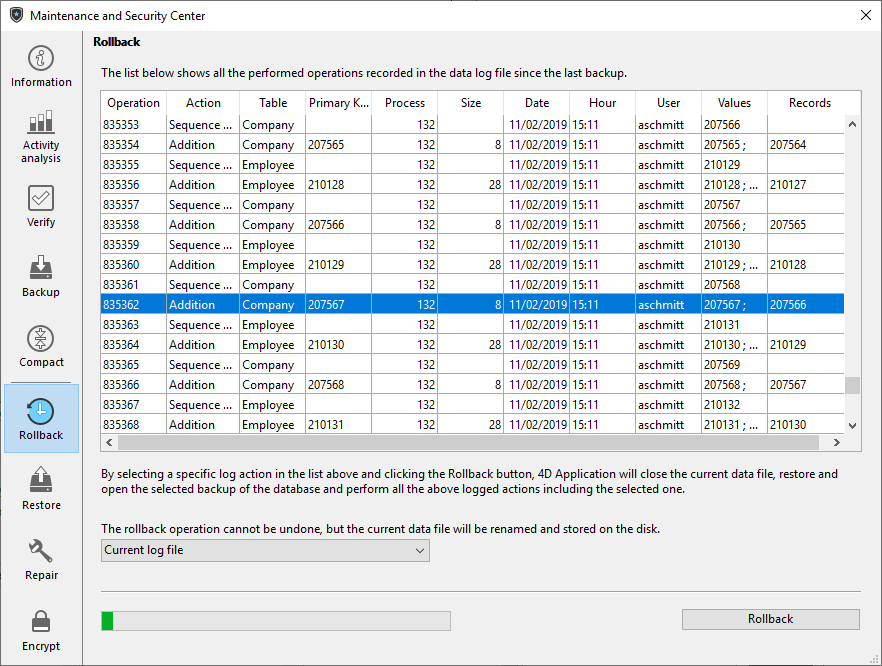 Maintenance and Security Center
Information
Activity
analysis
Verify
Backup
Compact
Rollback
Restore
Repair
Encrypt
Rollback
The list below shows all the performed operations recorded in the data log file since the last backup.
Operation Action Table Primary K... Process Size Date Hour User Values Records
835353 Sequence ... Company 132 11/02/2019 15:11 aschmitt 207566
835354 Addition Company 207565 132 8 11/02/2019 15:11 aschmitt 207565 ; 207564
835355 Sequence ... Employee 132 11/02/2019 15:11 aschmitt 210129
835356 Addition Employee 210128 132 28 11/02/2019 15:11 aschmitt 210128 ; ... 210127
835357 Sequence ... Company 132 11/02/2019 15:11 aschmitt 207567
835358 Addition Company 207566 132 8 11/02/2019 15:11 aschmitt 207566 ; 207565
835359 Sequence ... Employee 132 11/02/2019 15:11 aschmitt 210130
835360 Addition Employee 210129 132 28 11/02/2019 15:11 aschmitt 210129 ; ... 210128
835361 Sequence ... Company 132 11/02/2019 15:11 aschmitt 207568
835362 Addition Company 207567 132 8 11/02/2019 15:11 aschmitt 207567 ; 207566
835363 Sequence ... Employee 132 11/02/2019 15:11 aschmitt 210131
835364 Addition Employee 210130 132 28 11/02/2019 15:11 aschmitt 210130 ; ... 210129
835365 Sequence ... Company 132 11/02/2019 15:11 aschmitt 207569
835366 Addition Company 207568 132 8 11/02/2019 15:11 aschmitt 207568 ; 207567
835367 Sequence ... Employee 132 11/02/2019 15:11 aschmitt 210132
835368 Addition Employee 210131 132 28 11/02/2019 15:11 aschmitt 210131 ; ... 210130
By selecting a specific log action in the list above and clicking the Rollback button, 4D Application will close the current data file, restore and
open the selected backup of the database and perform all the above logged actions including the selected one.
The rollback operation cannot be undone, but the current data file will be renamed and stored on the disk.
Current log file
Rollback